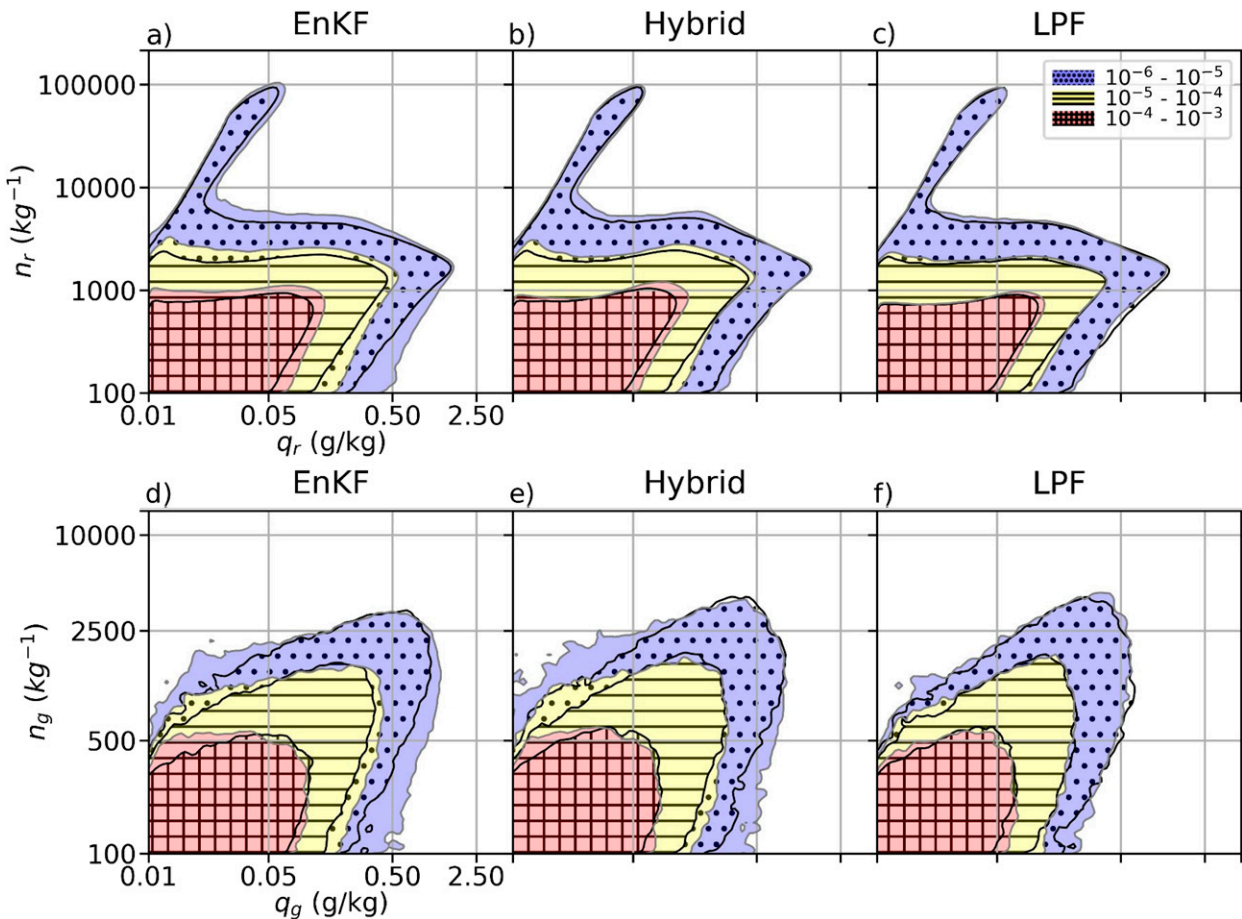 EnKF
Hybrid
LPF
a)
b)
c)
10⁻⁶ - 10⁻⁵
10⁻⁵ - 10⁻⁴
10⁻⁴ - 10⁻³
100000
10000
1000
100
nᵣ (kg⁻¹)
0.01 0.05 0.50 2.50
qᵣ (g/kg)
EnKF
Hybrid
LPF
d)
e)
f)
10000
2500
500
100
n_g (kg⁻¹)
0.01 0.05 0.50 2.50
q_g (g/kg)